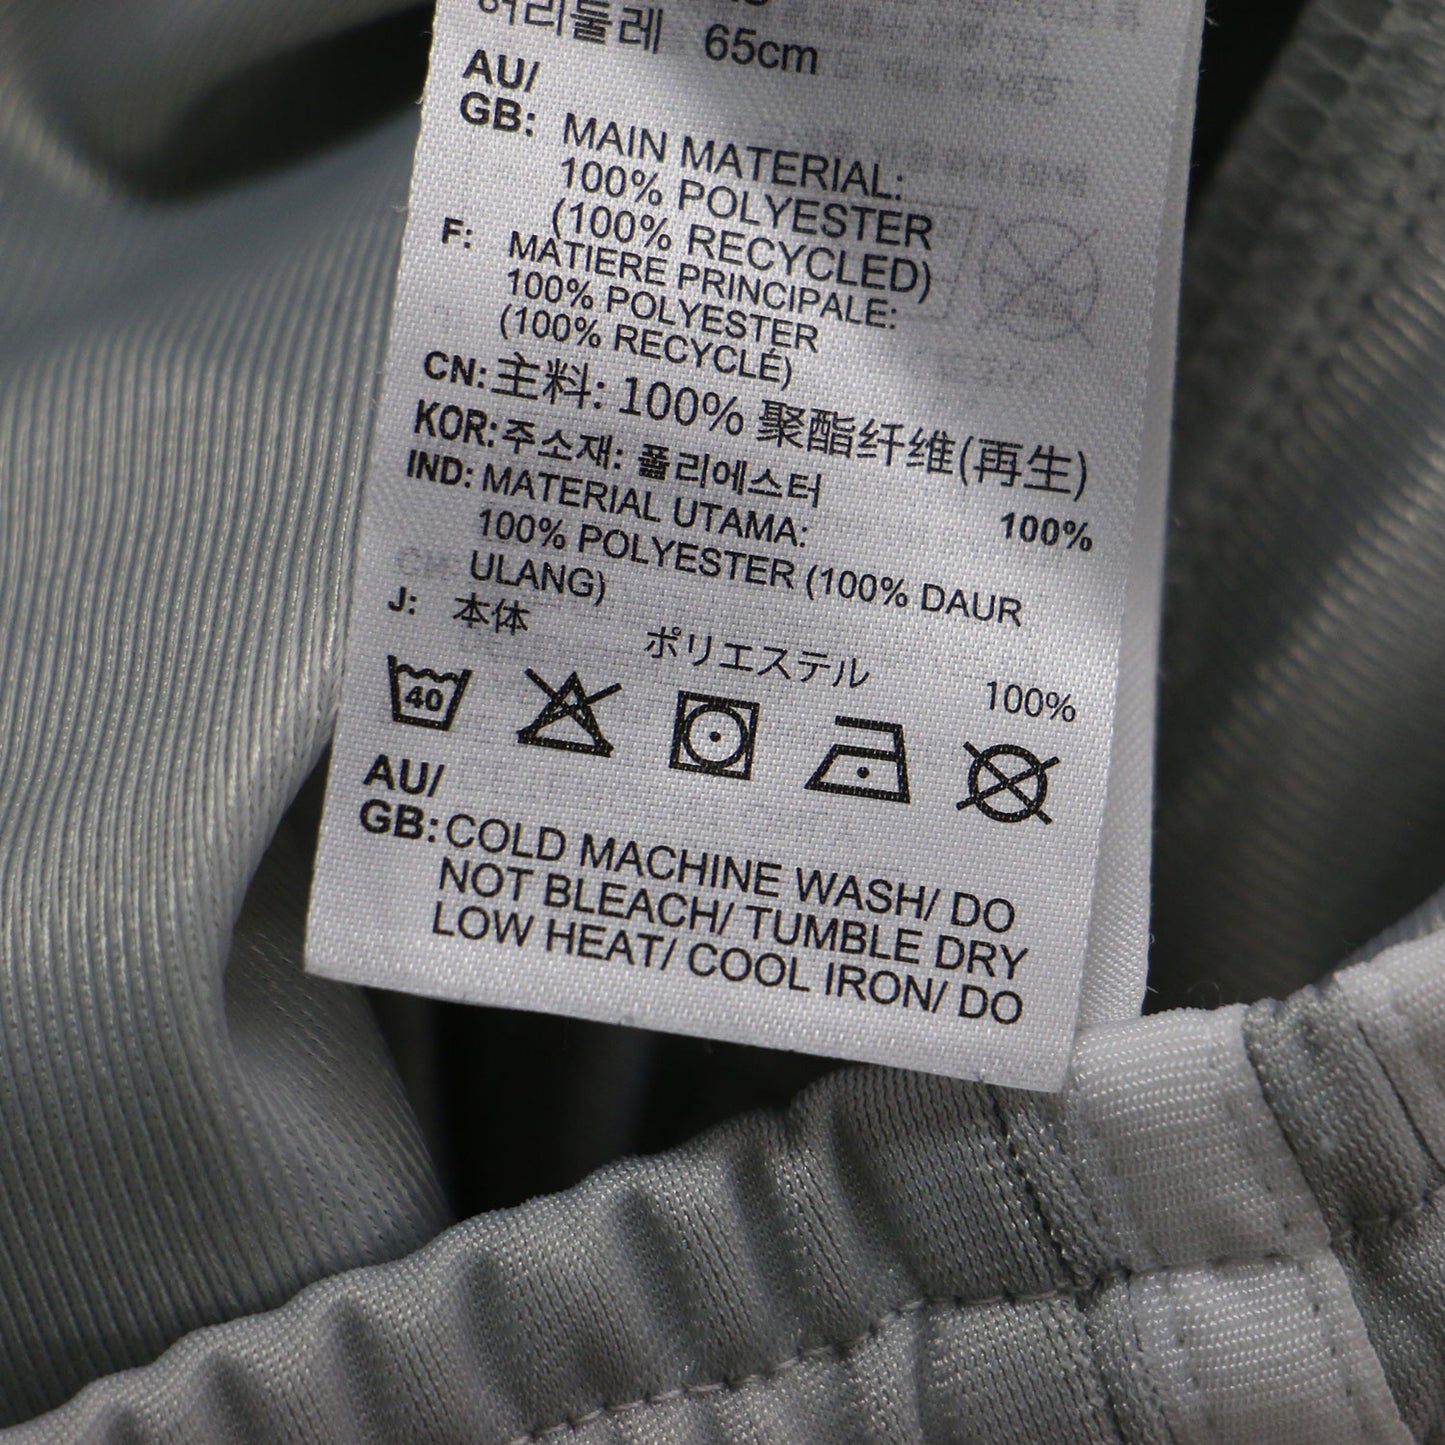 허리둘레 65cm
AU/
GB: MAIN MATERIAL:
100% POLYESTER
(100% RECYCLED)
F: MATIERE PRINCIPALE:
100% POLYESTER
(100% RECYCLÉ)
CN: 主料: 100% 聚酯纤维(再生)
KOR: 주소재: 폴리에스터
100%
IND: MATERIAL UTAMA:
100% POLYESTER (100% DAUR
ULANG)
J: 本体 ポリエステル 100%
40
AU/
GB: COLD MACHINE WASH/ DO
NOT BLEACH/ TUMBLE DRY
LOW HEAT/ COOL IRON/ DO